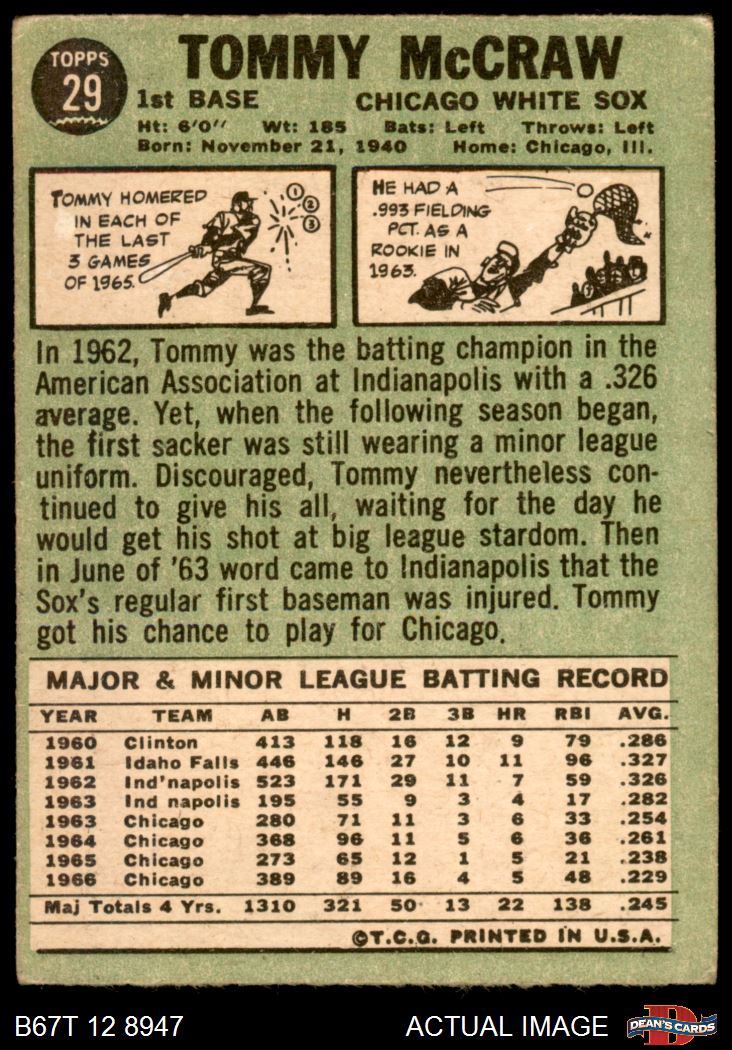 TOPPS
29
TOMMY McCRAW
1st BASE CHICAGO WHITE SOX
Ht: 6'0" Wt: 185 Bats: Left Throws: Left
Born: November 21, 1940 Home: Chicago, Ill.
TOMMY HOMERED
IN EACH OF
THE LAST
3 GAMES
OF 1965.
1
2
3
HE HAD A
.993 FIELDING
PCT. AS A
ROOKIE IN
1963.
In 1962, Tommy was the batting champion in the
American Association at Indianapolis with a .326
average. Yet, when the following season began,
the first sacker was still wearing a minor league
uniform. Discouraged, Tommy nevertheless con-
tinued to give his all, waiting for the day he
would get his shot at big league stardom. Then
in June of '63 word came to Indianapolis that the
Sox's regular first baseman was injured. Tommy
got his chance to play for Chicago.
MAJOR & MINOR LEAGUE BATTING RECORD
YEAR TEAM AB H 2B 3B HR RBI AVG.
1960 Clinton 413 118 16 12 9 79 .286
1961 Idaho Falls 446 146 27 10 11 96 .327
1962 Ind'napolis 523 171 29 11 7 59 .326
1963 Ind napolis 195 55 9 3 4 17 .282
1963 Chicago 280 71 11 3 6 33 .254
1964 Chicago 368 96 11 5 6 36 .261
1965 Chicago 273 65 12 1 5 21 .238
1966 Chicago 389 89 16 4 5 48 .229
Maj Totals 4 Yrs. 1310 321 50 13 22 138 .245
©T.C.G. PRINTED IN U.S.A.
B67T 12 8947 ACTUAL IMAGE
D
DEAN'S CARDS